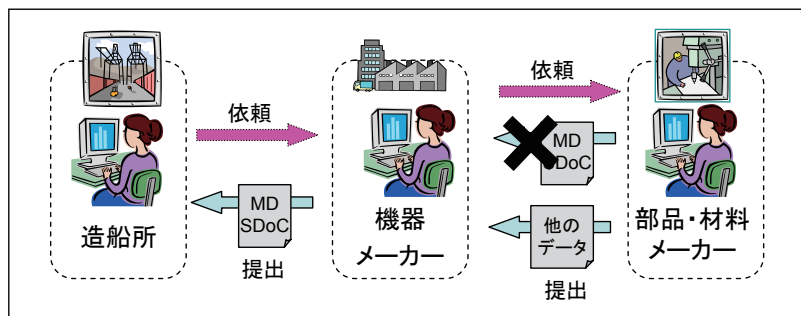 依頼
MD
SDoC
提出
造船所
機器
メーカー
依頼
MD
DoC
他の
データ
提出
部品・材料
メーカー